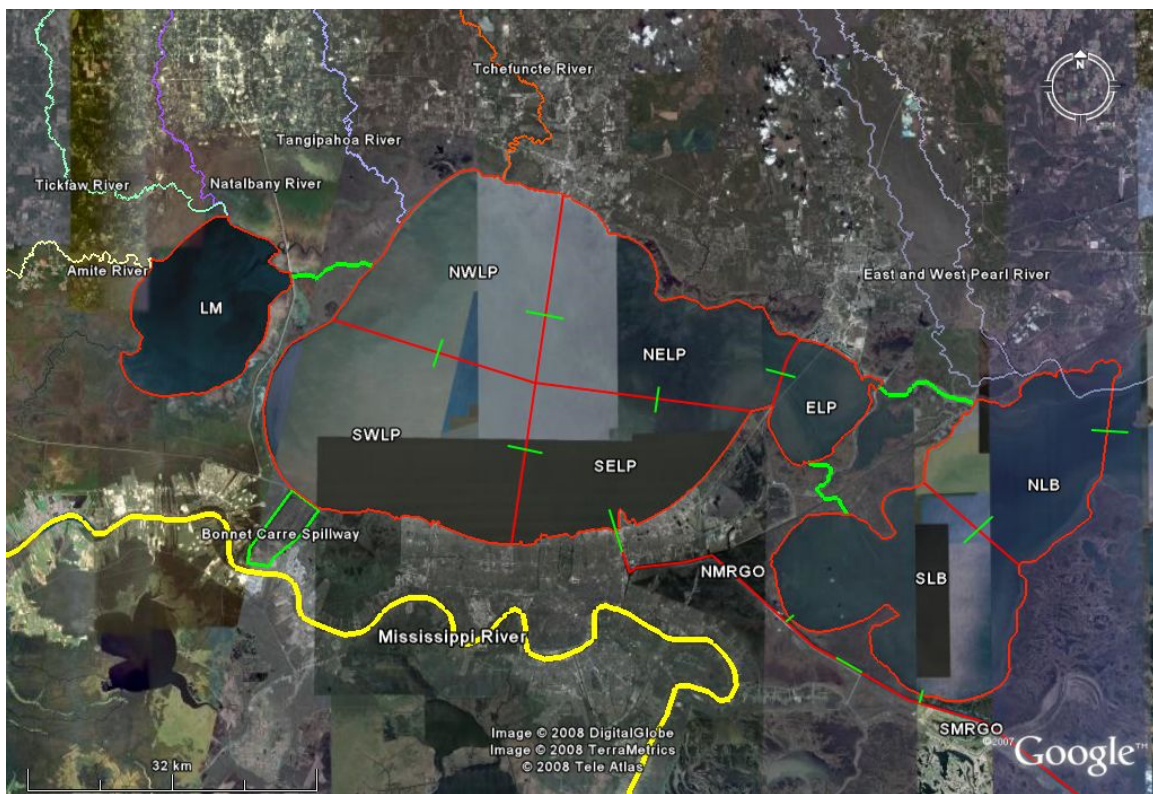 Tchefuncte River
N
Tangipahoa River
Tickfaw River
Natalbany River
Amite River
NWLP
East and West Pearl River
LM
NELP
ELP
SWLP
SELP
NLB
Bonnet Carre Spillway
NMRGO
SLB
Mississippi River
SMRGO
Image © 2008 DigitalGlobe
Image © 2008 TerraMetrics
© 2008 Tele Atlas
©2007 Google™
32 km